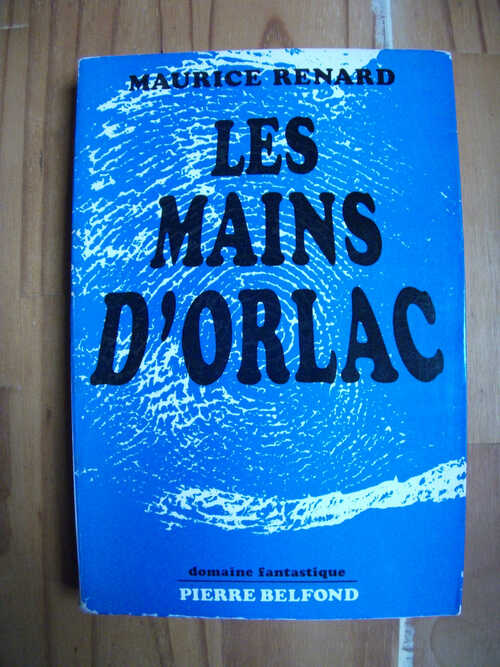 MAURICE RENARD
LES
MAINS
D'ORLAC
domaine fantastique
PIERRE BELFOND